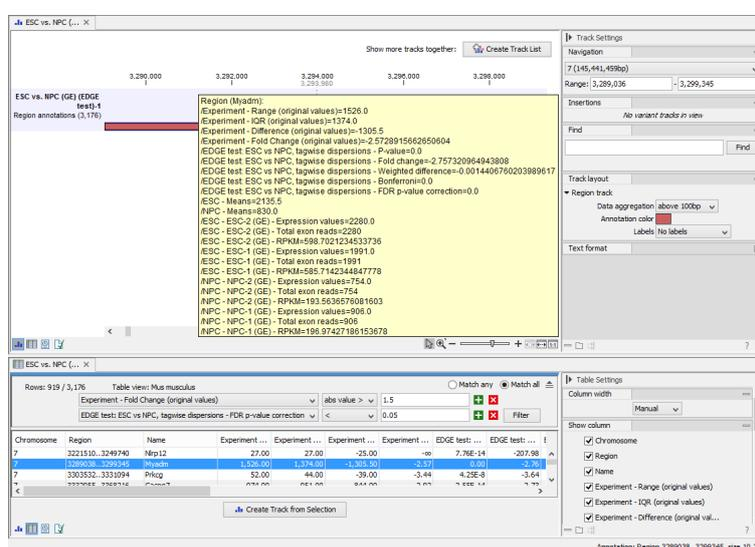 ESC vs. NPC (... ×
Show more tracks together: Create Track List
3,290,000 3,292,000 3,294,000 3,296,000 3,298,000
3,293,980
ESC vs. NPC (GE) (EDGE
test)-1
Region annotations (3,176)
Region (Myadm):
/Experiment - Range (original values)=1526.0
/Experiment - IQR (original values)=1374.0
/Experiment - Difference (original values)=-1305.5
/Experiment - Fold Change (original values)=-2.5728915662650604
/EDGE test: ESC vs NPC, tagwise dispersions - P-value=0.0
/EDGE test: ESC vs NPC, tagwise dispersions - Fold change=-2.757320964943808
/EDGE test: ESC vs NPC, tagwise dispersions - Weighted difference=-0.0014406760203989617
/EDGE test: ESC vs NPC, tagwise dispersions - Bonferroni=0.0
/EDGE test: ESC vs NPC, tagwise dispersions - FDR p-value correction=0.0
/ESC - Means=2135.5
/NPC - Means=830.0
/ESC - ESC-2 (GE) - Expression values=2280.0
/ESC - ESC-2 (GE) - Total exon reads=2280
/ESC - ESC-2 (GE) - RPKM=598.7021234533736
/ESC - ESC-1 (GE) - Expression values=1991.0
/ESC - ESC-1 (GE) - Total exon reads=1991
/ESC - ESC-1 (GE) - RPKM=585.7142344847778
/NPC - NPC-2 (GE) - Expression values=754.0
/NPC - NPC-2 (GE) - Total exon reads=754
/NPC - NPC-2 (GE) - RPKM=193.5636576081603
/NPC - NPC-1 (GE) - Expression values=906.0
/NPC - NPC-1 (GE) - Total exon reads=906
/NPC - NPC-1 (GE) - RPKM=196.97427186153678
Track Settings
Navigation
7 (145,441,459bp)
Range: 3,289,036 - 3,299,345
Insertions
No variant tracks in view
Find
Find
Track layout
Region track
Data aggregation above 100bp
Annotation color
Labels No labels
Text format
?
ESC vs. NPC (... ×
Rows: 919 / 3,176 Table view: Mus musculus Match any Match all
Experiment - Fold Change (original values) abs value > 1.5
EDGE test: ESC vs NPC, tagwise dispersions - FDR p-value correction < 0.05 Filter
Chromosome Region Name Experiment ... Experiment ... Experiment ... Experiment ... EDGE test: ... EDGE test: ...
7 3221510..3249740 Nlrp12 27.00 27.00 -25.00 -∞ 7.76E-14 -207.98
7 3289038..3299345 Myadm 1,526.00 1,374.00 -1,305.50 -2.57 0.00 -2.76
7 3303532..3331094 Prkcg 52.00 44.00 -39.00 -3.44 4.25E-8 -3.64
Create Track from Selection
Table Settings
Column width
Manual
Show column
Chromosome
Region
Name
Experiment - Range (original values)
Experiment - IQR (original values)
Experiment - Difference (original val...
?